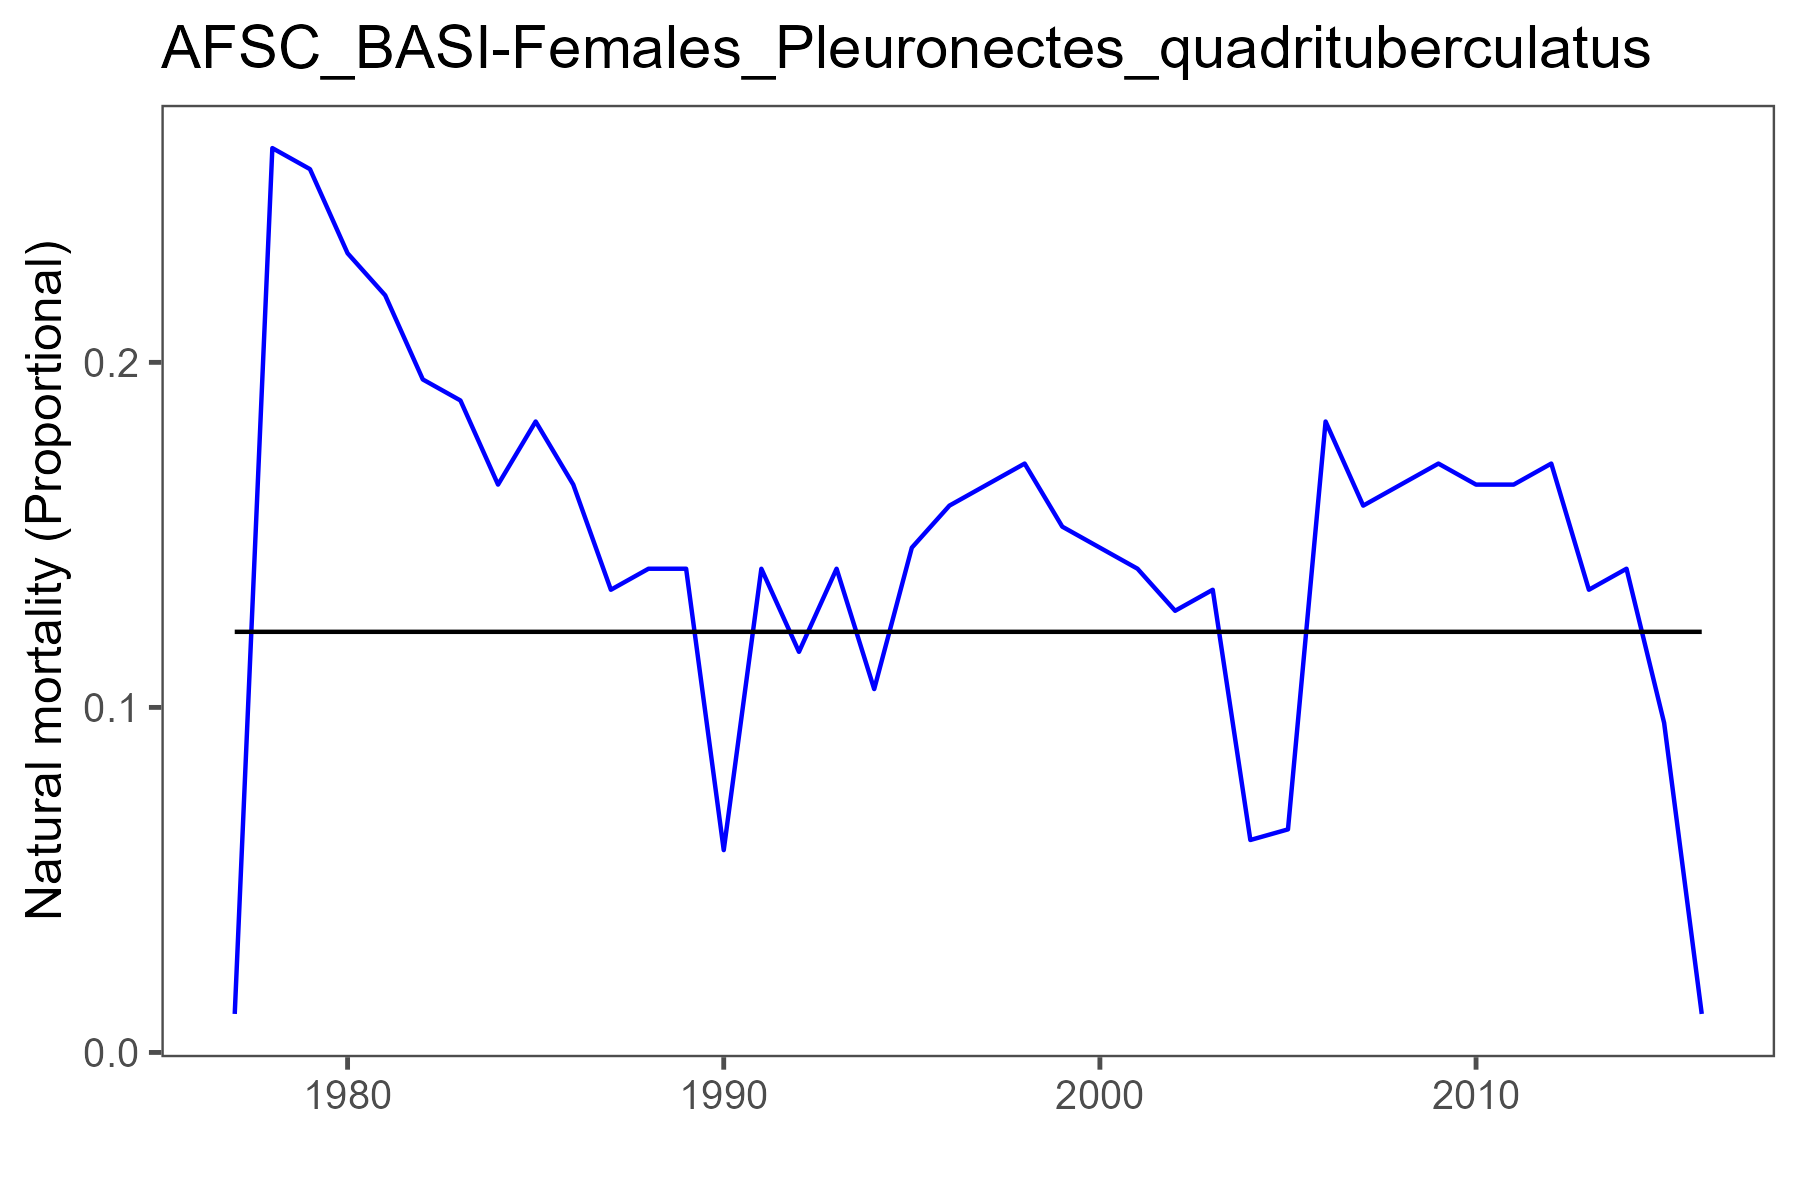 AFSC_BASI-Females_Pleuronectes_quadrituberculatus
Natural mortality (Proportional)
0.2
0.1
0.0
1980 1990 2000 2010